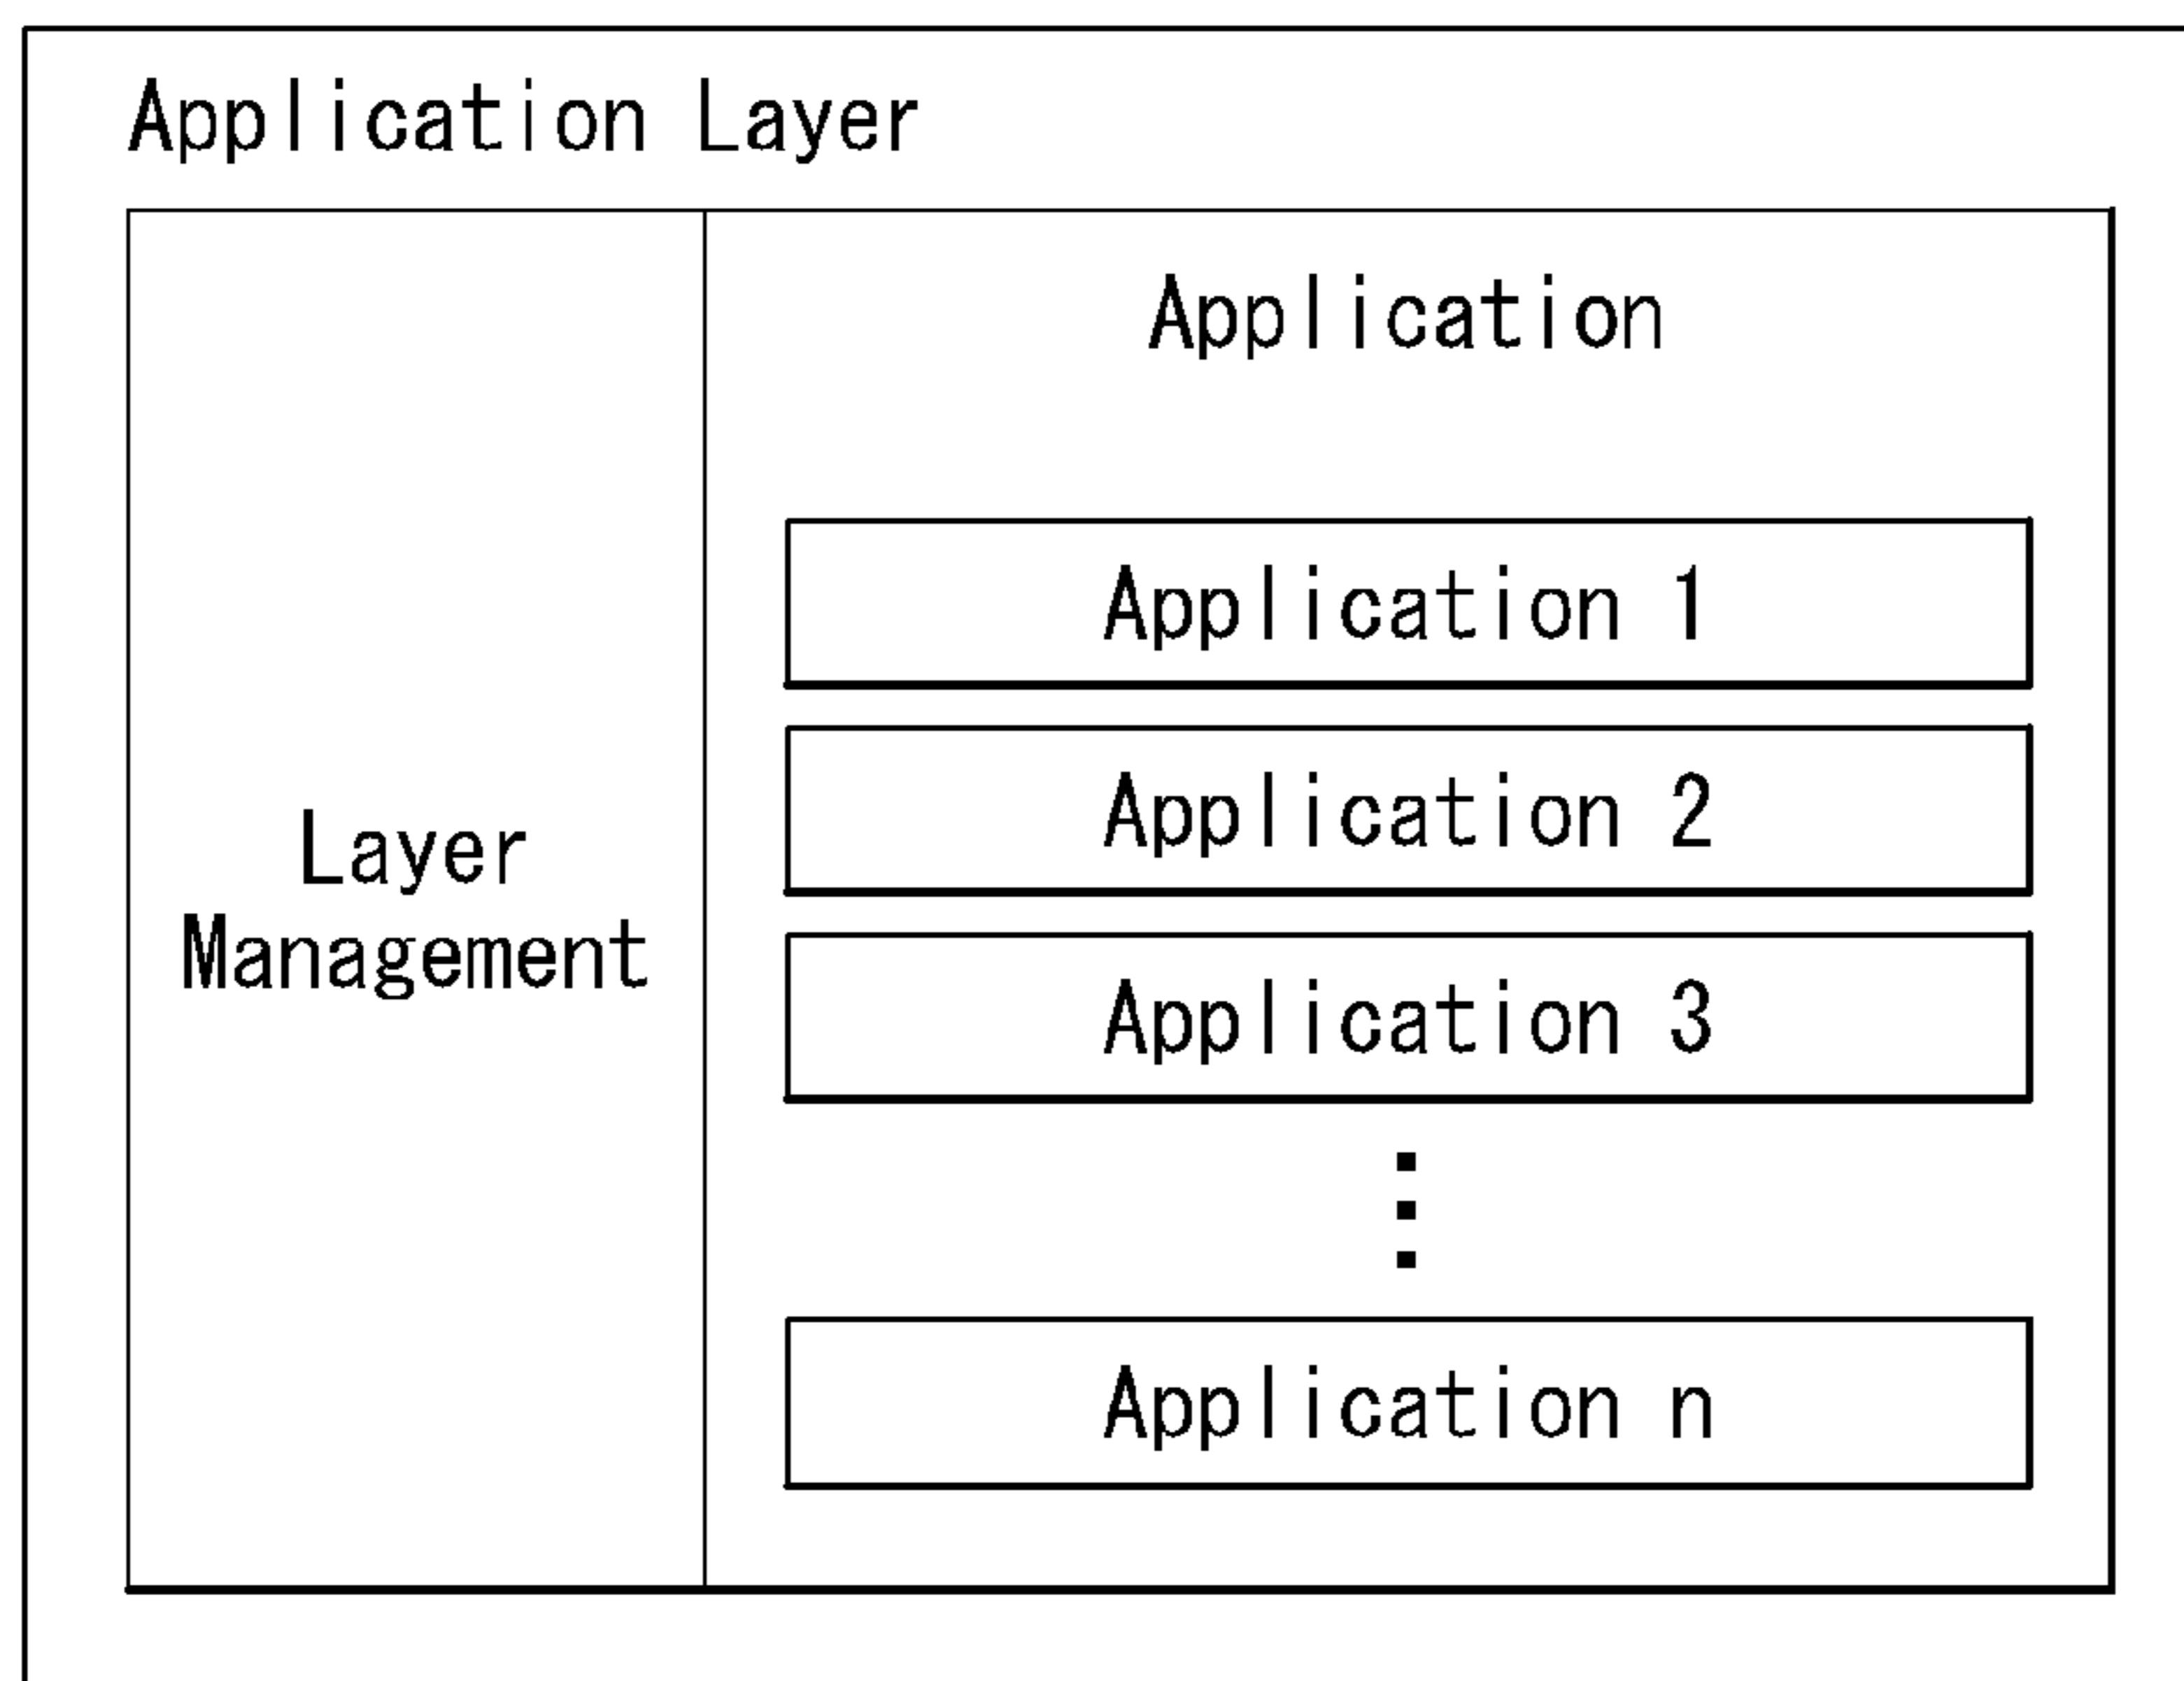 Application Layer
Layer
Management
Application
Application 1
Application 2
Application 3
Application n